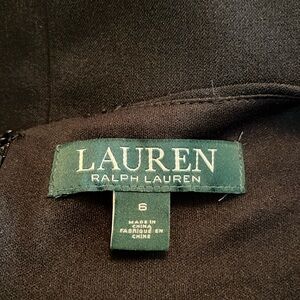 LAUREN
RALPH LAUREN
6
MADE IN
CHINA
FABRIQUÉ EN
CHINE